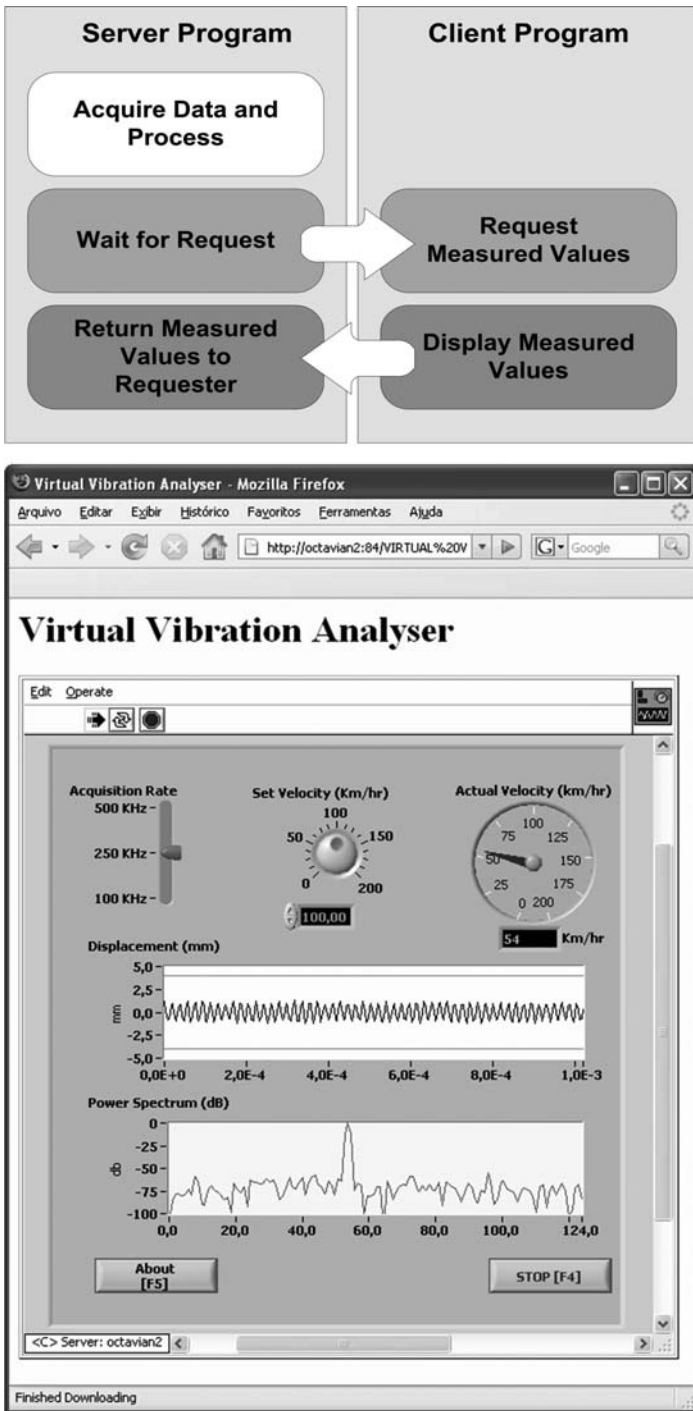 Server Program
Client Program
Acquire Data and
Process
Wait for Request
Request
Measured Values
Return Measured
Values to
Requester
Display Measured
Values
Virtual Vibration Analyser - Mozilla Firefox
Arquivo Editar Exibir Histórico Favoritos Ferramentas Ajuda
http://octavian2:84/VIRTUAL%20V
G Google
Virtual Vibration Analyser
Edit Operate
Acquisition Rate
500 KHz
250 KHz
100 KHz
Set Velocity (Km/hr)
100
50 150
0 200
100,00
Actual Velocity (km/hr)
100
75 125
50 150
25 175
0 200
54 Km/hr
Displacement (mm)
mm
5,0
2,5
0,0
-2,5
-5,0
0,0E+0 2,0E-4 4,0E-4 6,0E-4 8,0E-4 1,0E-3
Power Spectrum (dB)
db
0
-25
-50
-75
-100
0,0 20,0 40,0 60,0 80,0 100,0 124,0
About
[F5]
STOP [F4]
<C> Server: octavian2
Finished Downloading